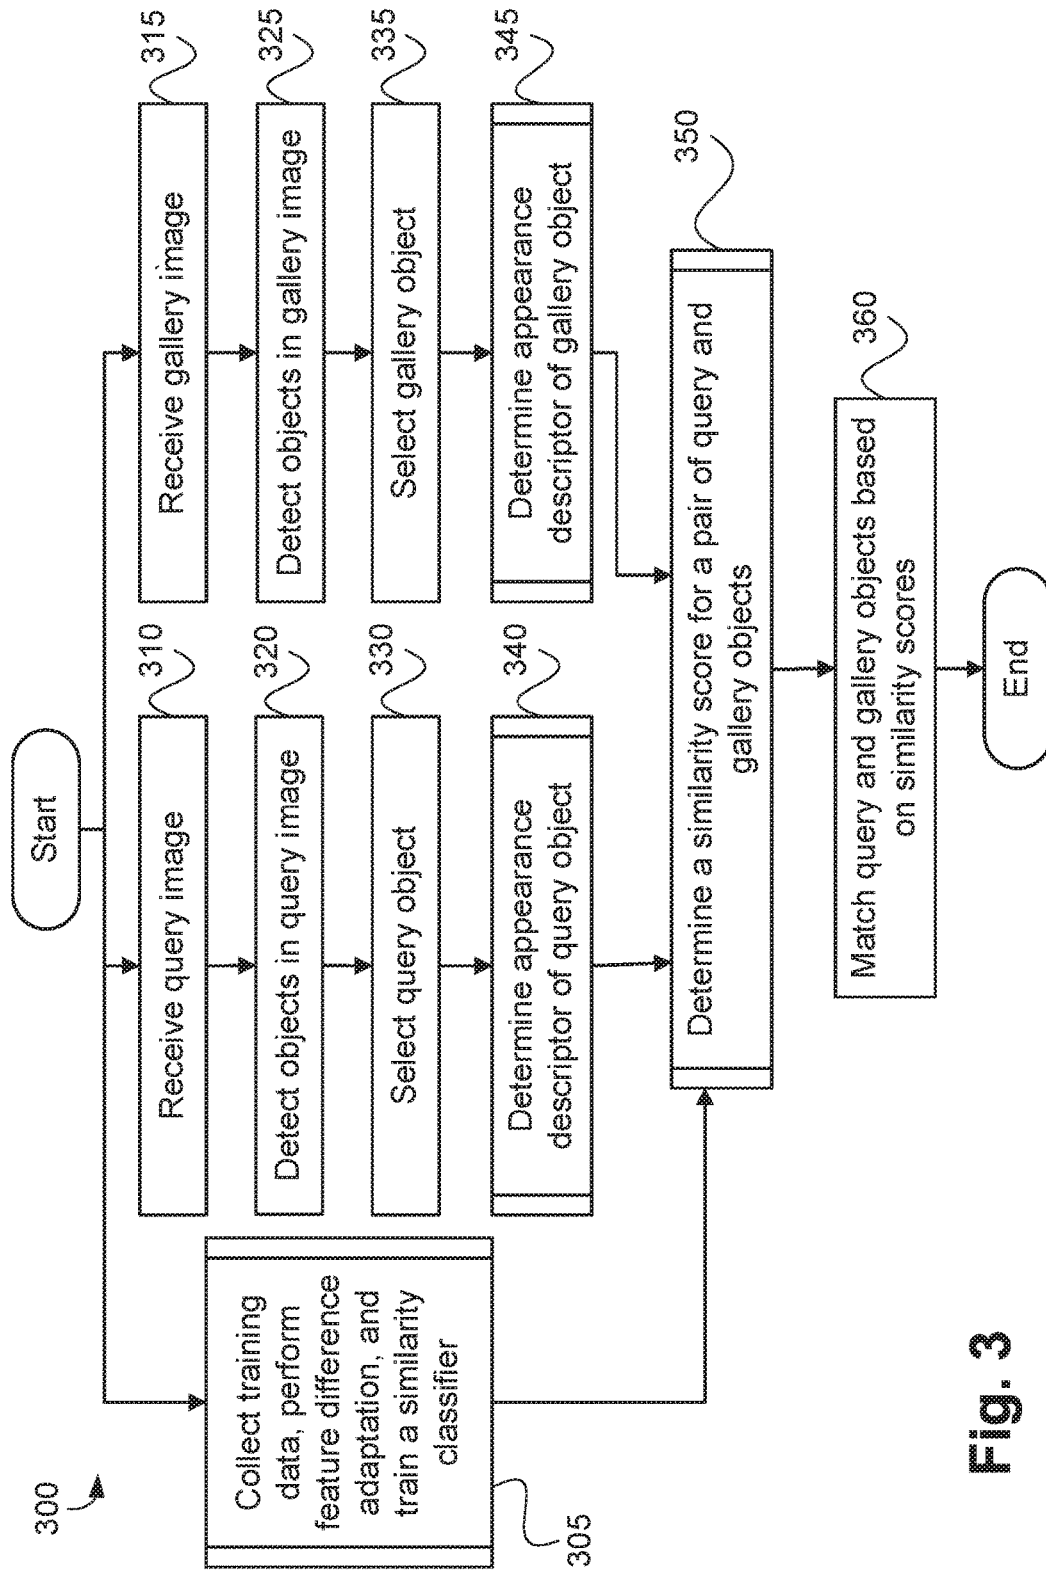 300
Start
Collect training
data, perform
feature difference
adaptation, and
train a similarity
classifier
305
Receive query image
310
Detect objects in query image
320
Select query object
330
Determine appearance
descriptor of query object
340
Receive gallery image
315
Detect objects in gallery image
325
Select gallery object
335
Determine appearance
descriptor of gallery object
345
Determine a similarity score for a pair of query and
gallery objects
350
Match query and gallery objects based
on similarity scores
360
End
Fig. 3